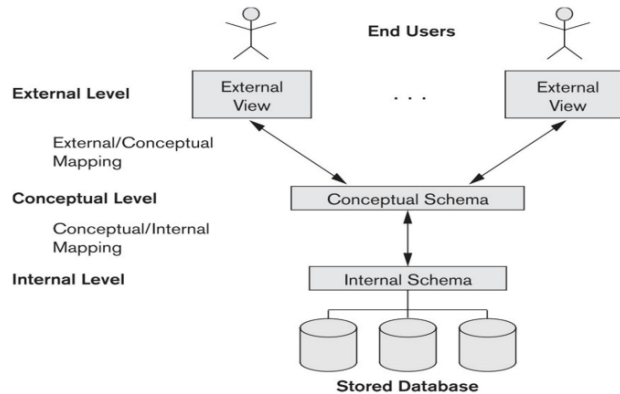 End Users
External Level
External
View
. . .
External
View
External/Conceptual
Mapping
Conceptual Level
Conceptual Schema
Conceptual/Internal
Mapping
Internal Level
Internal Schema
Stored Database